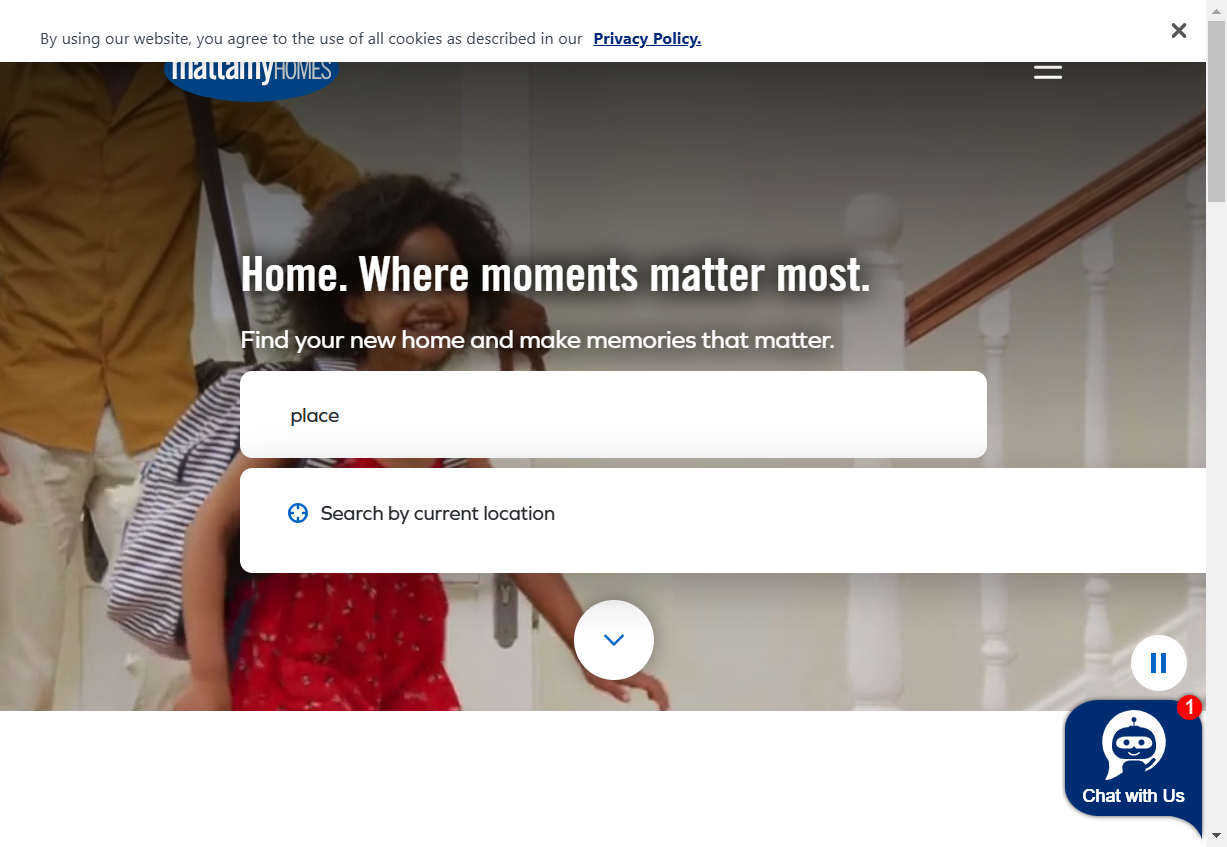 By using our website, you agree to the use of all cookies as described in our Privacy Policy.
mattamyHOMES
Home. Where moments matter most.
Find your new home and make memories that matter.
place
Search by current location
1
Chat with Us